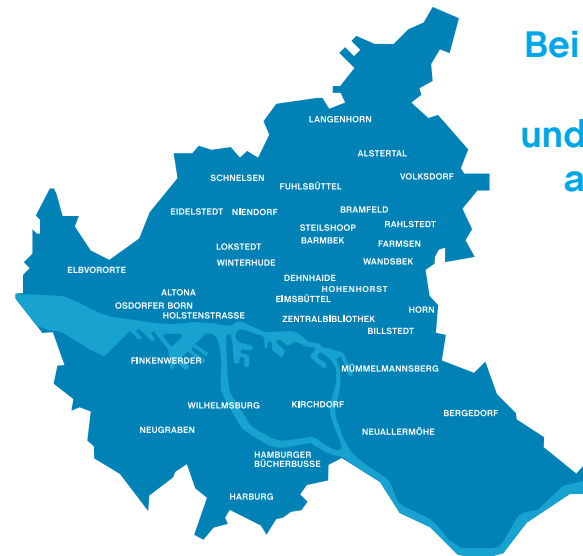 Bei
und
a
LANGENHORN
ALSTERTAL
SCHNELSEN
FUHLSBÜTTEL
VOLKSDORF
EIDELSTEDT
NIENDORF
BRAMFELD
STEILSHOOP
RAHLSTEDT
LOKSTEDT
BARMBEK
FARMSEN
ELBVORORTE
WINTERHUDE
WANDSBEK
DEHNHAIDE
ALTONA
HOHENHORST
OSDORFER BORN
EIMSBÜTTEL
HOLSTENSTRASSE
ZENTRALBIBLIOTHEK
HORN
BILLSTEDT
FINKENWERDER
MÜMMELMANNSBERG
WILHELMSBURG
KIRCHDORF
BERGEDORF
NEUGRABEN
NEUALLERMÖHE
HAMBURGER
BÜCHERBUSSE
HARBURG